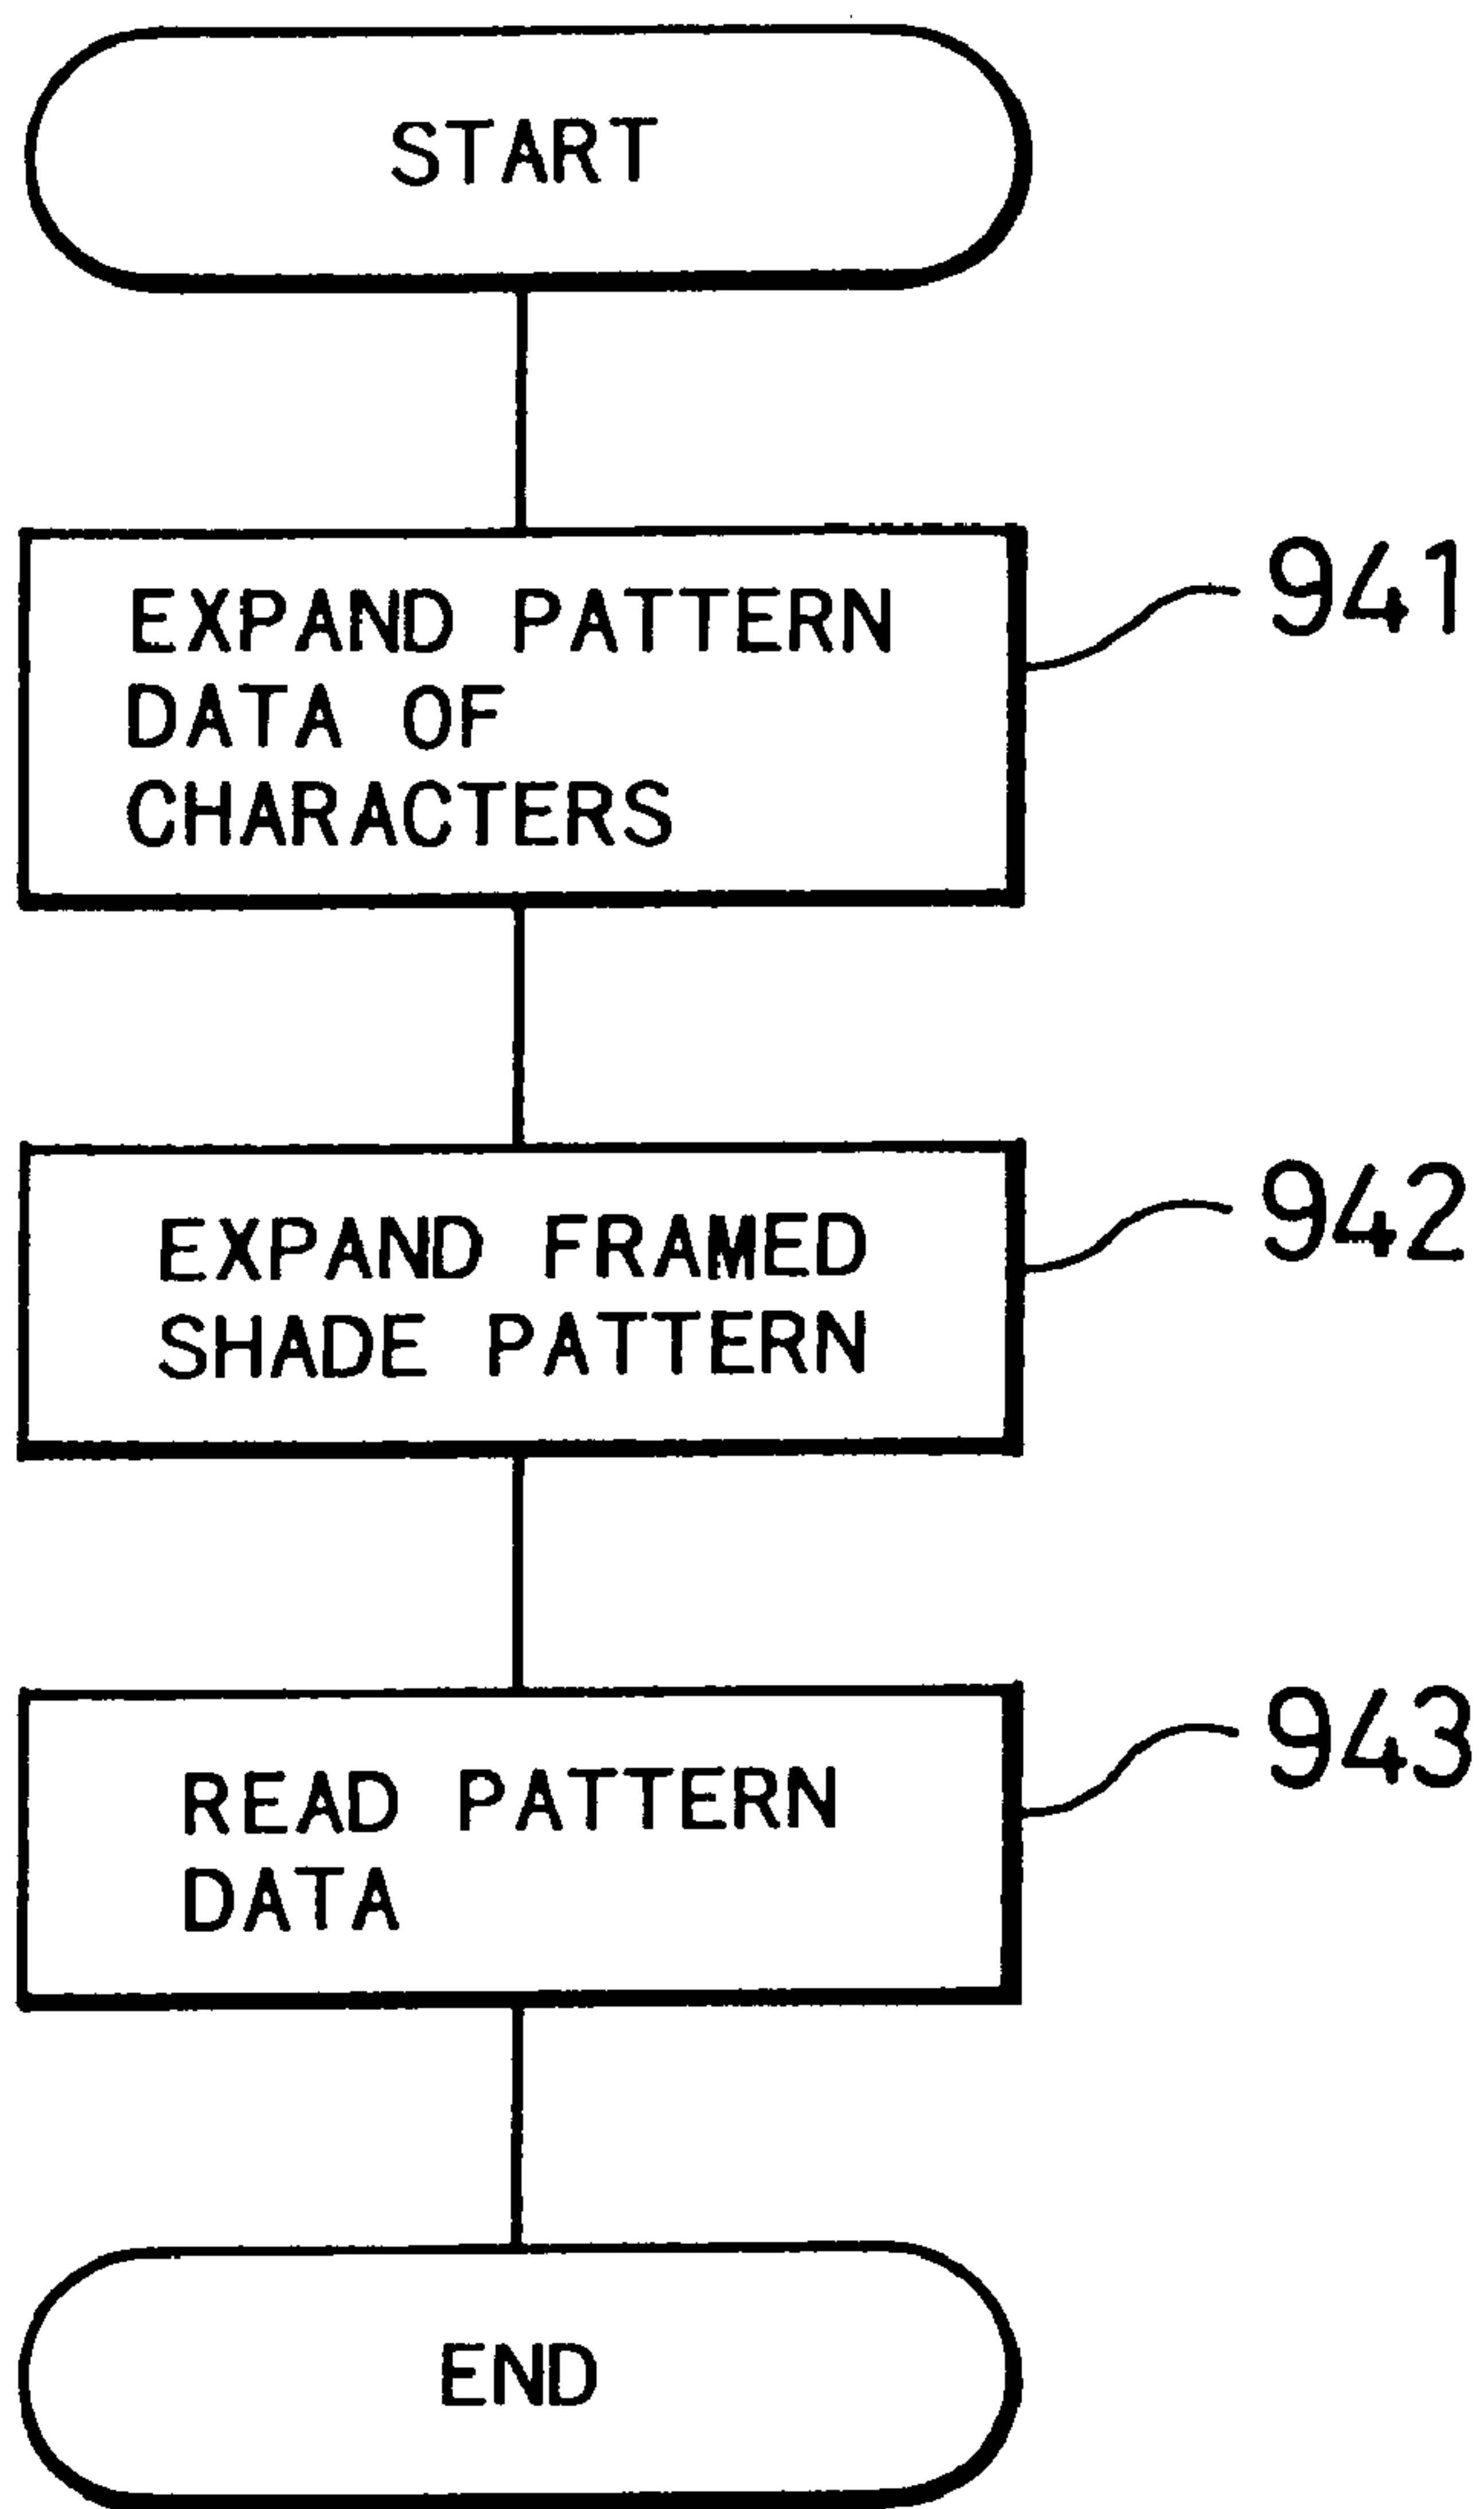 START
EXPAND PATTERN
DATA OF
CHARACTERS
941
EXPAND FRAMED
SHADE PATTERN
942
READ PATTERN
DATA
943
END